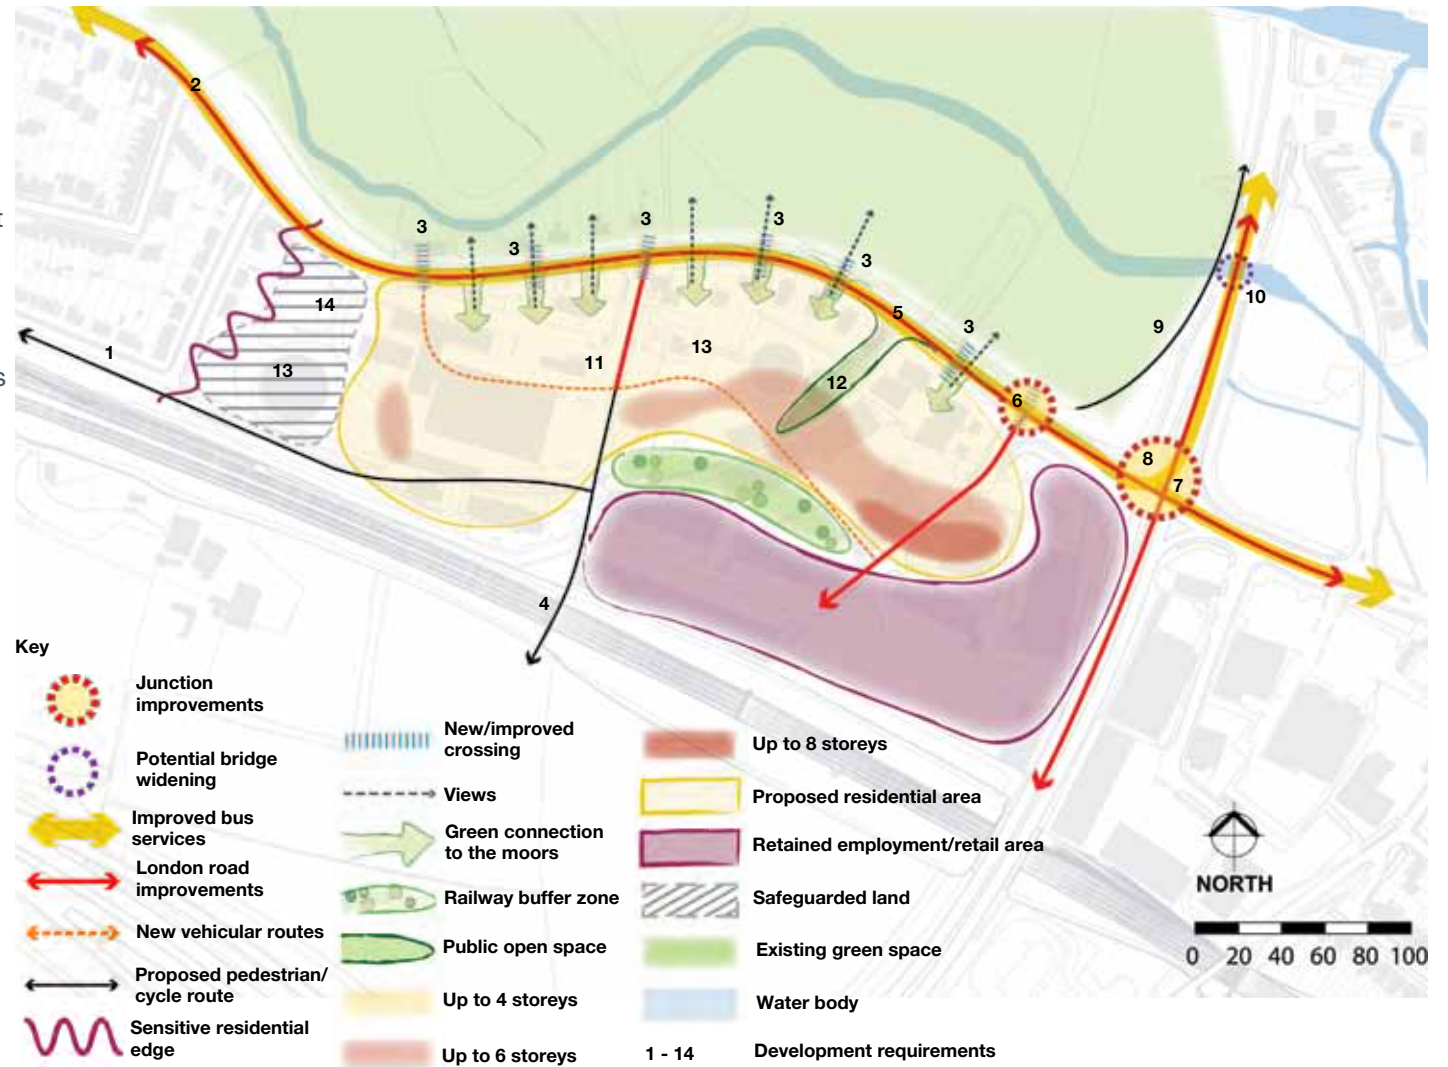 t
s
2
3
3
3
3
3
3
5
1
14
13
11
13
12
9
10
6
8
7
4
Key
Junction
improvements
Potential bridge
widening
Improved bus
services
London road
improvements
New vehicular routes
Proposed pedestrian/
cycle route
Sensitive residential
edge
New/improved
crossing
Views
Green connection
to the moors
Railway buffer zone
Public open space
Up to 4 storeys
Up to 6 storeys
Up to 8 storeys
Proposed residential area
Retained employment/retail area
Safeguarded land
Existing green space
Water body
1 - 14 Development requirements
NORTH
0 20 40 60 80 100